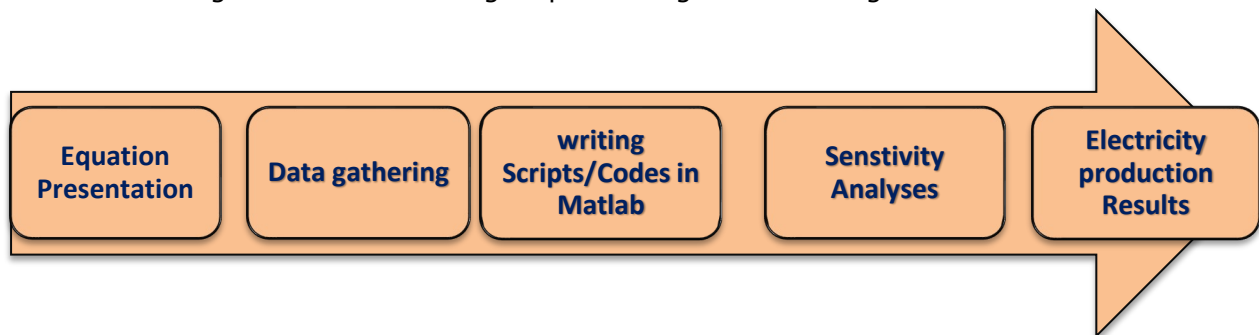 Equation
Presentation
Data gathering
writing
Scripts/Codes in
Matlab
Senstivity
Analyses
Electricity
production
Results